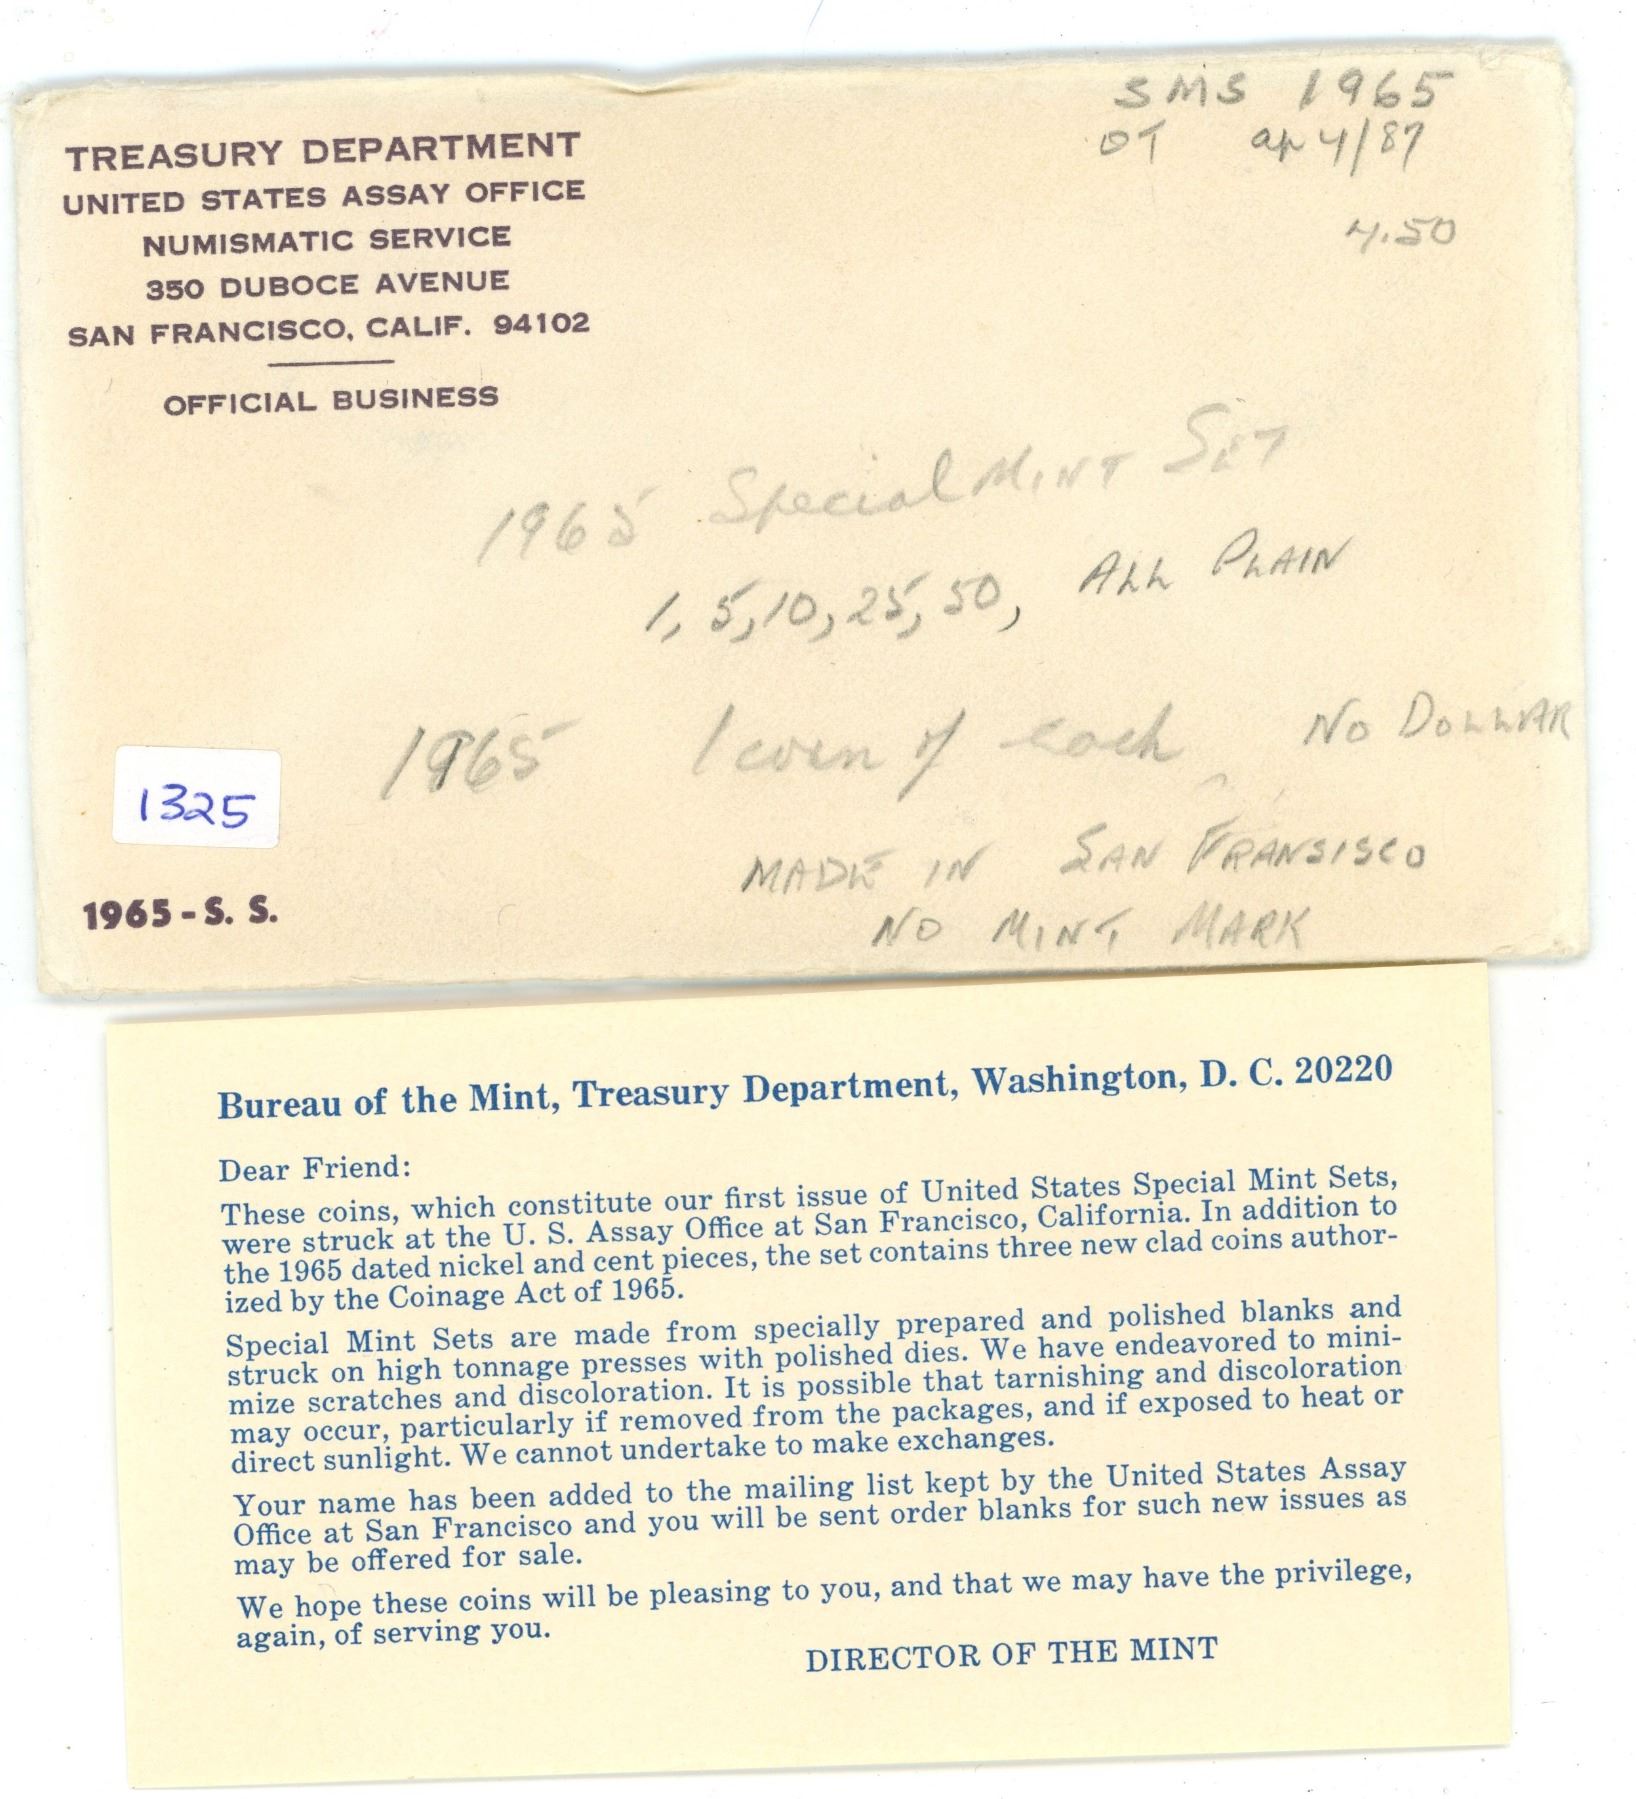 TREASURY DEPARTMENT
UNITED STATES ASSAY OFFICE
NUMISMATIC SERVICE
350 DUBOCE AVENUE
SAN FRANCISCO, CALIF. 94102
OFFICIAL BUSINESS
SMS 1965
OT ap 4/87
4.50
1965 Special MINT SET
1, 5, 10, 25, 50, ALL PLAIN
1965 1 coin of each NO DOLLLAR
MADE IN SAN FRANSISCO
NO MINT MARK
1325
1965-S. S.
Bureau of the Mint, Treasury Department, Washington, D. C. 20220
Dear Friend:
These coins, which constitute our first issue of United States Special Mint Sets,
were struck at the U. S. Assay Office at San Francisco, California. In addition to
the 1965 dated nickel and cent pieces, the set contains three new clad coins author-
ized by the Coinage Act of 1965.
Special Mint Sets are made from specially prepared and polished blanks and
struck on high tonnage presses with polished dies. We have endeavored to mini-
mize scratches and discoloration. It is possible that tarnishing and discoloration
may occur, particularly if removed from the packages, and if exposed to heat or
direct sunlight. We cannot undertake to make exchanges.
Your name has been added to the mailing list kept by the United States Assay
Office at San Francisco and you will be sent order blanks for such new issues as
may be offered for sale.
We hope these coins will be pleasing to you, and that we may have the privilege,
again, of serving you.
DIRECTOR OF THE MINT